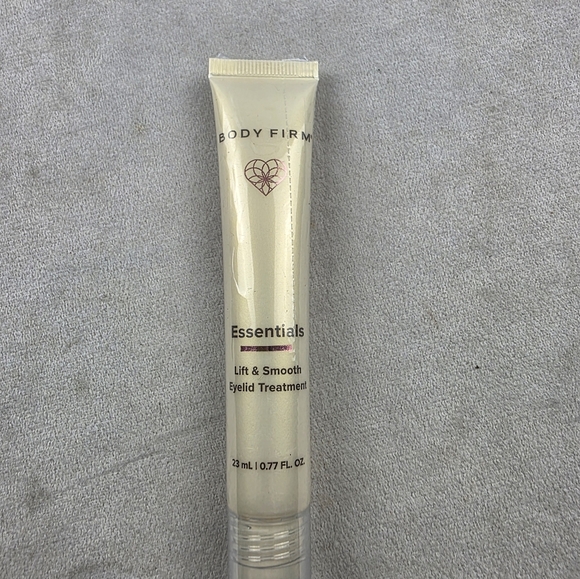 BODY FIRM®
Essentials
Lift & Smooth
Eyelid Treatment
23 mL | 0.77 FL. OZ.